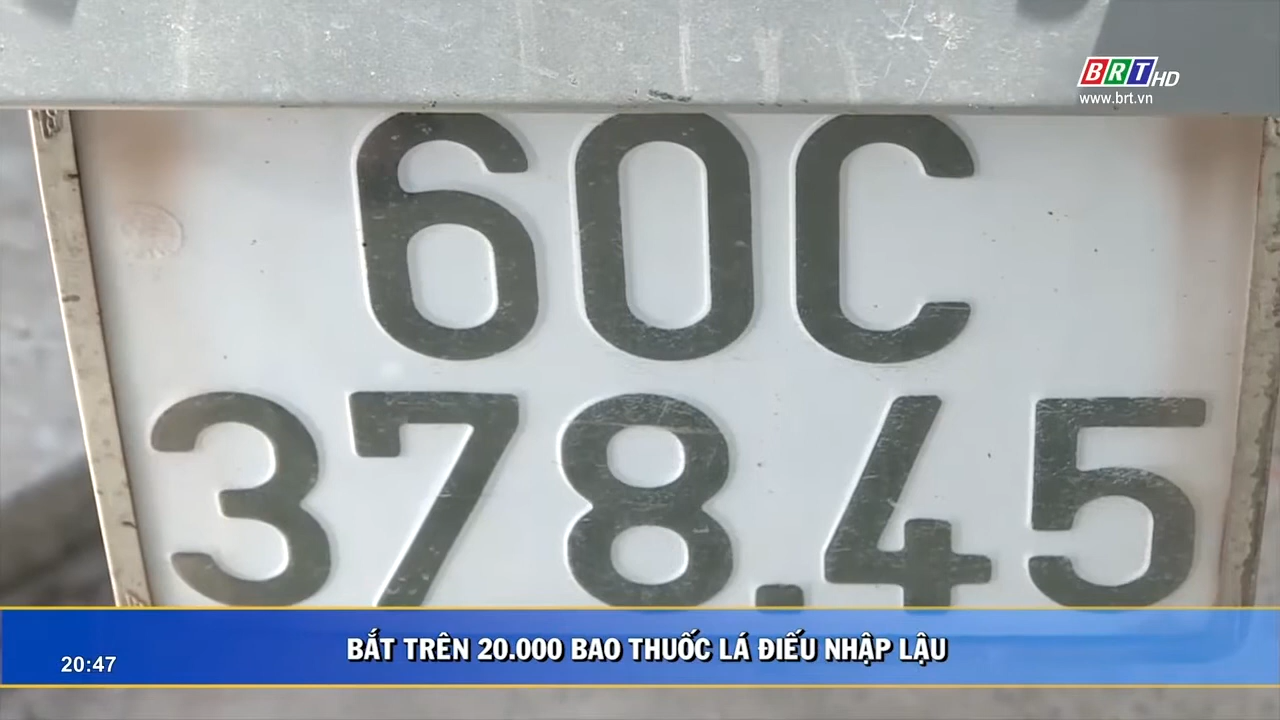 BRT HD
www.brt.vn
60C
378.45
BẮT TRÊN 20.000 BAO THUỐC LÁ ĐIẾU NHẬP LẬU
20:47